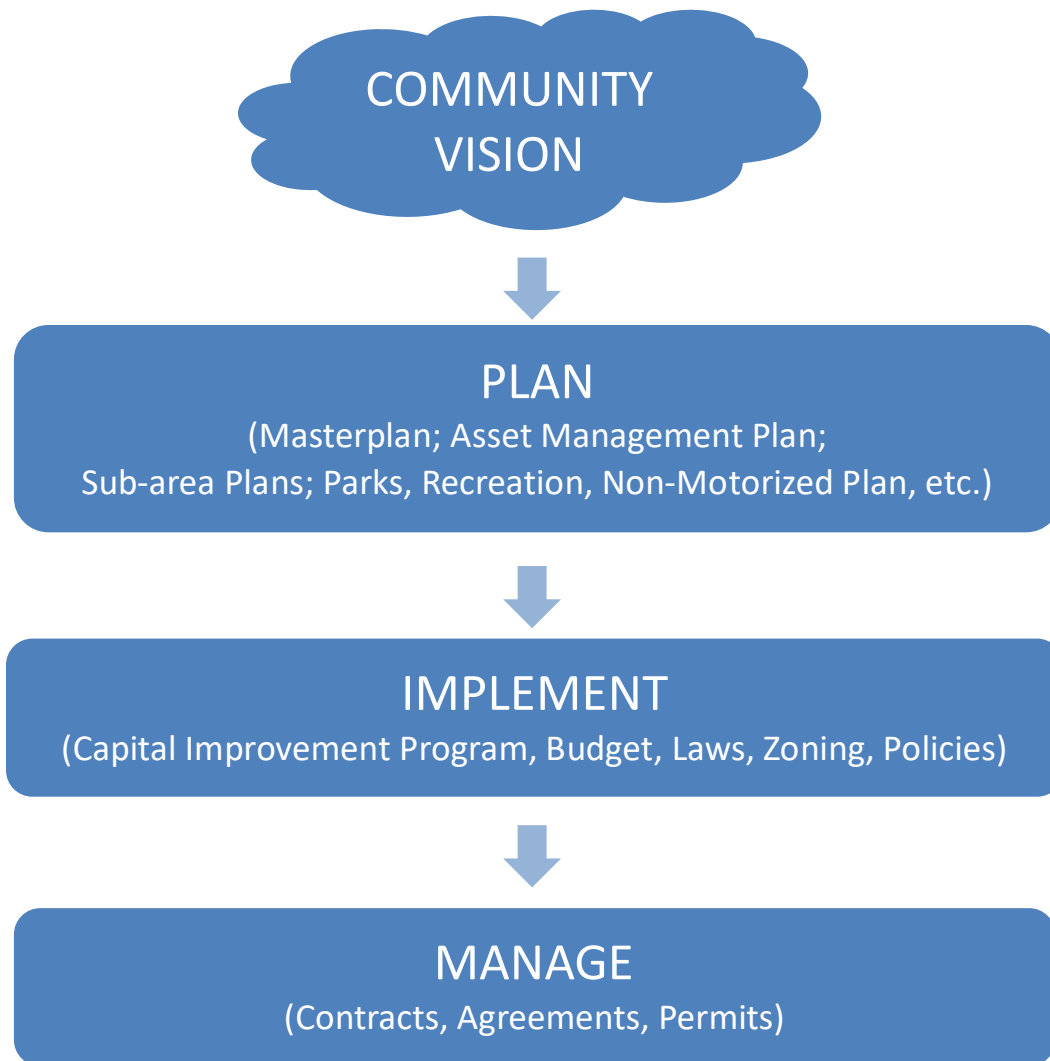 COMMUNITY
VISION
PLAN
(Masterplan; Asset Management Plan;
Sub-area Plans; Parks, Recreation, Non-Motorized Plan, etc.)
IMPLEMENT
(Capital Improvement Program, Budget, Laws, Zoning, Policies)
MANAGE
(Contracts, Agreements, Permits)